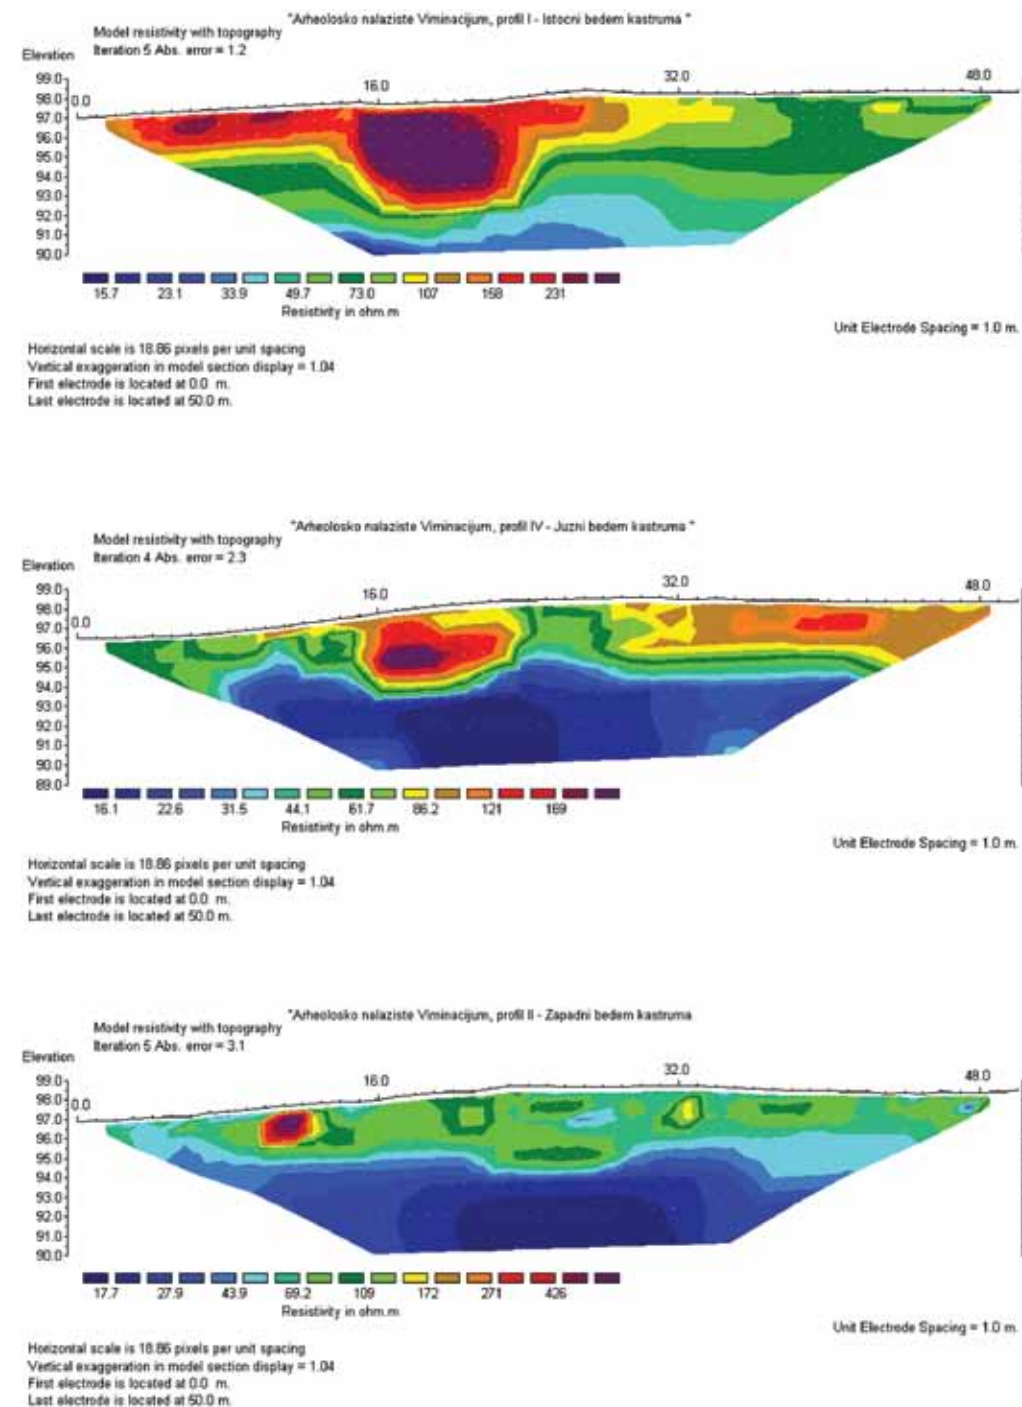 "Arheolosko nalaziste Viminacijum, profil I - Istocni bedem kastruma "
Model resistivity with topography
Iteration 5 Abs. error = 1.2
Elevation
99.0
98.0
97.0
96.0
95.0
94.0
93.0
92.0
91.0
90.0
0.0
16.0
32.0
48.0
15.7 23.1 33.9 49.7 73.0 107 158 231
Resistivity in ohm.m
Unit Electrode Spacing = 1.0 m.
Horizontal scale is 18.86 pixels per unit spacing
Vertical exaggeration in model section display = 1.04
First electrode is located at 0.0 m.
Last electrode is located at 50.0 m.
"Arheolosko nalaziste Viminacijum, profil IV - Juzni bedem kastruma "
Model resistivity with topography
Iteration 4 Abs. error = 2.3
Elevation
99.0
98.0
97.0
96.0
95.0
94.0
93.0
92.0
91.0
90.0
89.0
0.0
16.0
32.0
48.0
16.1 22.6 31.5 44.1 61.7 86.2 121 169
Resistivity in ohm.m
Unit Electrode Spacing = 1.0 m.
Horizontal scale is 18.86 pixels per unit spacing
Vertical exaggeration in model section display = 1.04
First electrode is located at 0.0 m.
Last electrode is located at 50.0 m.
"Arheolosko nalaziste Viminacijum, profil II - Zapadni bedem kastruma
Model resistivity with topography
Iteration 5 Abs. error = 3.1
Elevation
99.0
98.0
97.0
96.0
95.0
94.0
93.0
92.0
91.0
90.0
0.0
16.0
32.0
48.0
17.7 27.9 43.9 69.2 109 172 271 426
Resistivity in ohm.m
Unit Electrode Spacing = 1.0 m.
Horizontal scale is 18.86 pixels per unit spacing
Vertical exaggeration in model section display = 1.04
First electrode is located at 0.0 m.
Last electrode is located at 50.0 m.